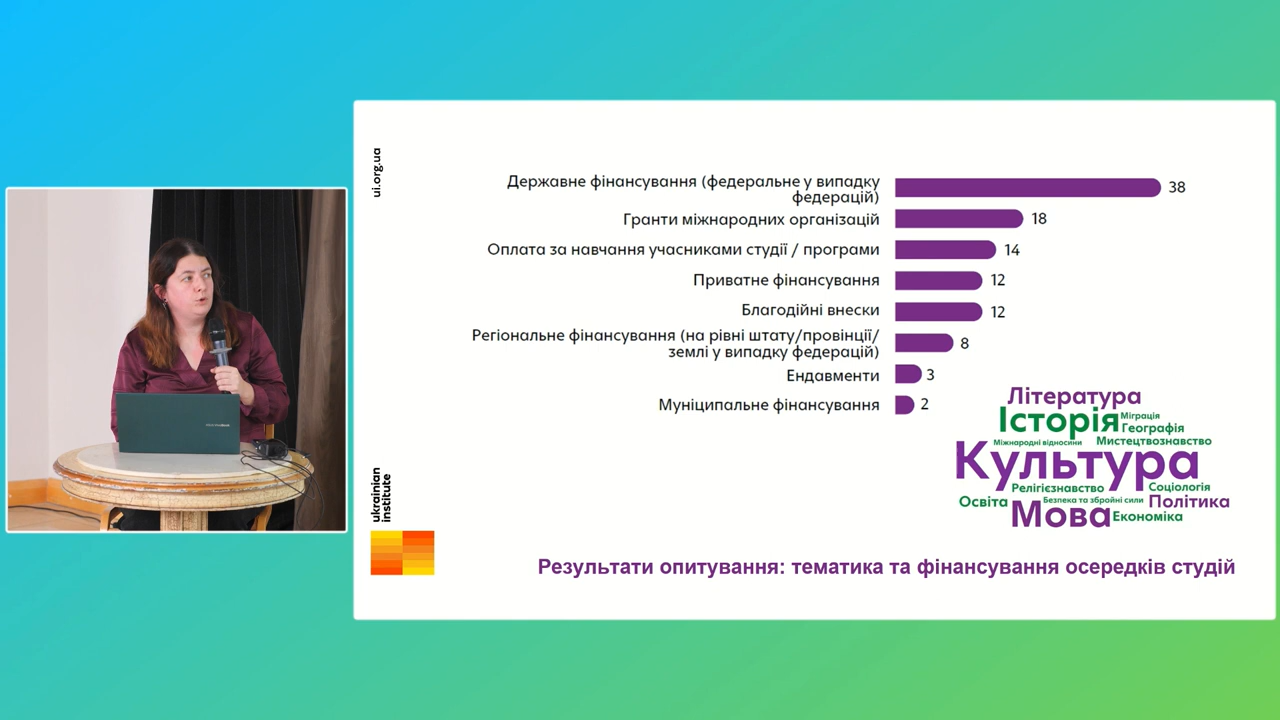 ui.org.ua
Державне фінансування (федеральне у випадку
федерацій)
38
Гранти міжнародних організацій
18
Оплата за навчання учасниками студії / програми
14
Приватне фінансування
12
Благодійні внески
12
Регіональне фінансування (на рівні штату/провінції/
землі у випадку федерацій)
8
Ендавменти
3
Муніципальне фінансування
2
Література
Історія
Міграція
Географія
Міжнародні відносини
Мистецтвознавство
Культура
Релігієзнавство
Соціологія
Освіта
Безпека та збройні сили
Політика
Мова
Економіка
ukrainian
institute
Результати опитування: тематика та фінансування осередків студій